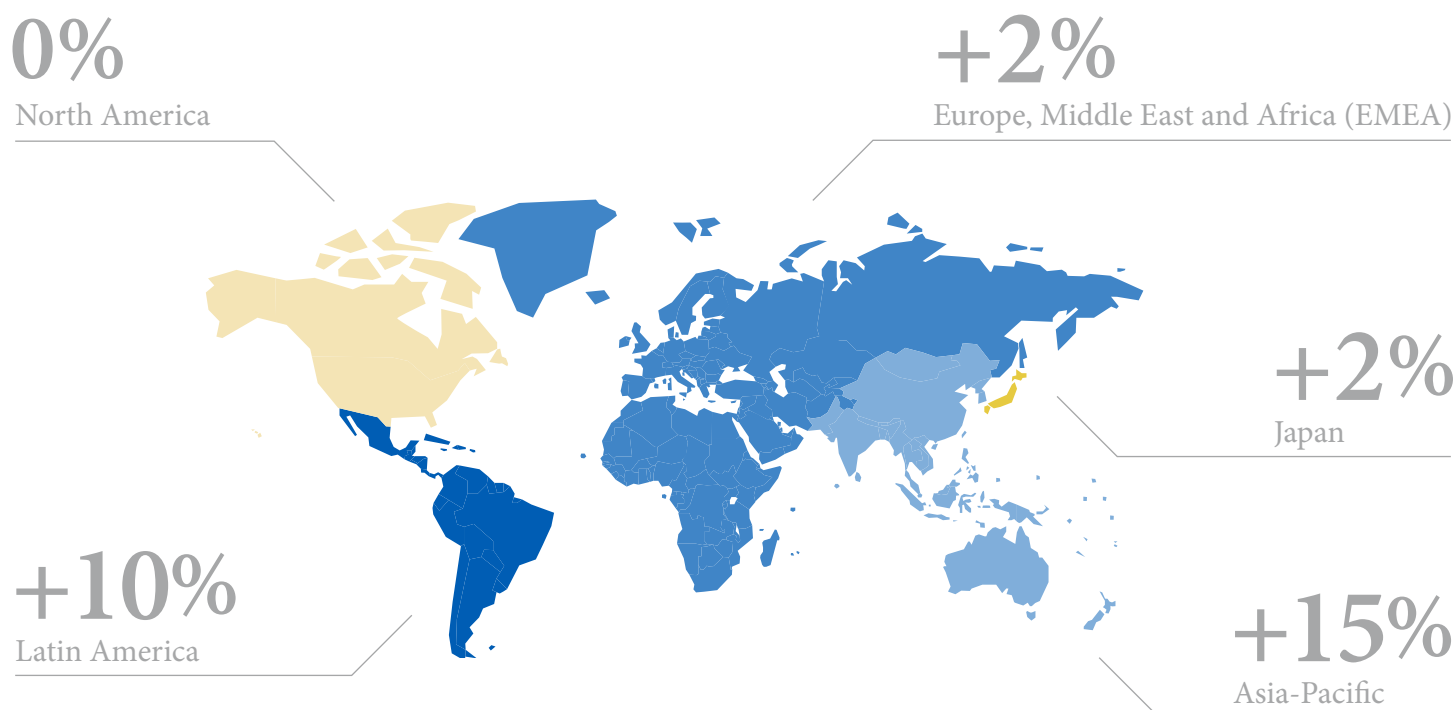 0%
North America
+2%
Europe, Middle East and Africa (EMEA)
+2%
Japan
+10%
Latin America
+15%
Asia-Pacific